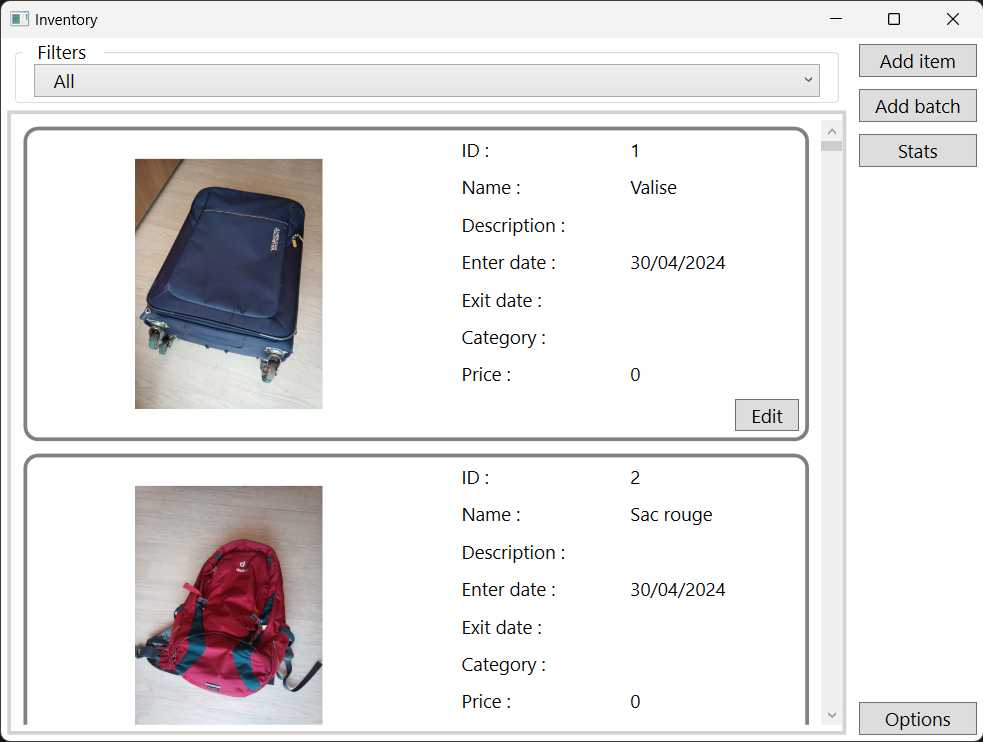 Inventory
Filters
All
Add item
Add batch
Stats
ID : 1
Name : Valise
Description :
Enter date : 30/04/2024
Exit date :
Category :
Price : 0
Edit
ID : 2
Name : Sac rouge
Description :
Enter date : 30/04/2024
Exit date :
Category :
Price : 0
Options